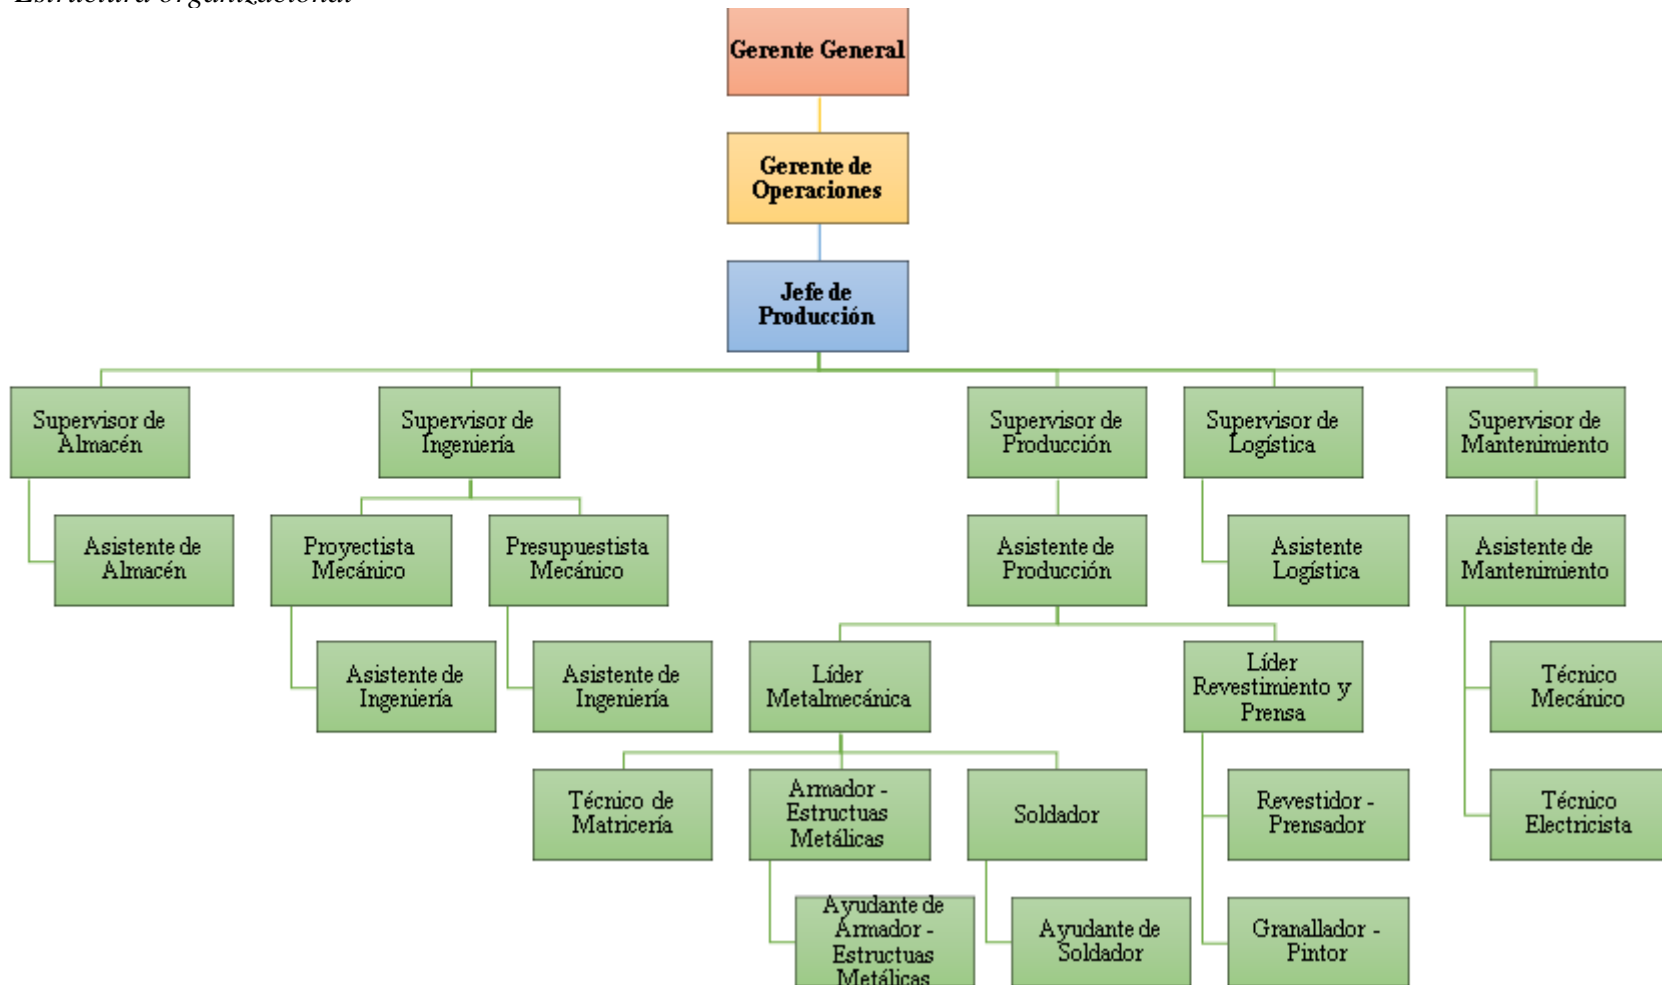 Estructura organizacional
Gerente General
Gerente de
Operaciones
Jefe de
Producción
Supervisor de
Almacén
Supervisor de
Ingeniería
Supervisor de
Producción
Supervisor de
Logística
Supervisor de
Mantenimiento
Asistente de
Almacén
Proyectista
Mecánico
Presupuestista
Mecánico
Asistente de
Producción
Asistente
Logística
Asistente de
Mantenimiento
Asistente de
Ingeniería
Asistente de
Ingeniería
Líder
Metalmecánica
Líder
Revestimiento y
Prensa
Técnico
Mecánico
Técnico de
Matricería
Armador -
Estructuas
Metálicas
Soldador
Revestidor -
Prensador
Técnico
Electricista
Ayudante de
Armador -
Estructuas
Metálicas
Ayudante de
Soldador
Granallador -
Pintor